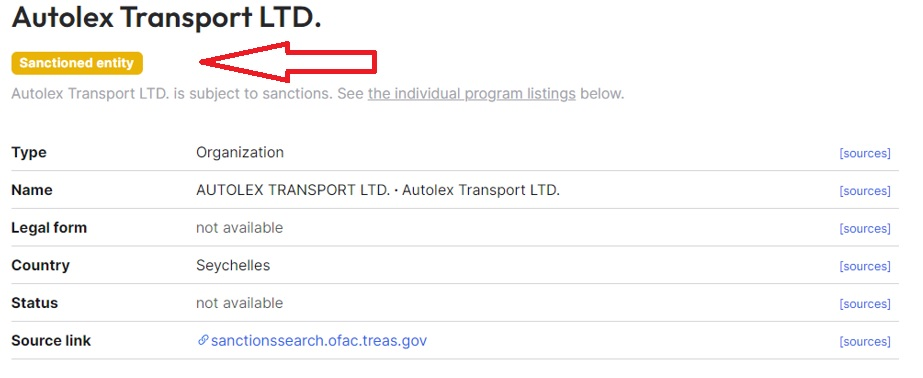 Autolex Transport LTD.
Sanctioned entity
Autolex Transport LTD. is subject to sanctions. See the individual program listings below.
Type Organization [sources]
Name AUTOLEX TRANSPORT LTD. · Autolex Transport LTD. [sources]
Legal form not available [sources]
Country Seychelles [sources]
Status not available [sources]
Source link sanctionssearch.ofac.treas.gov [sources]